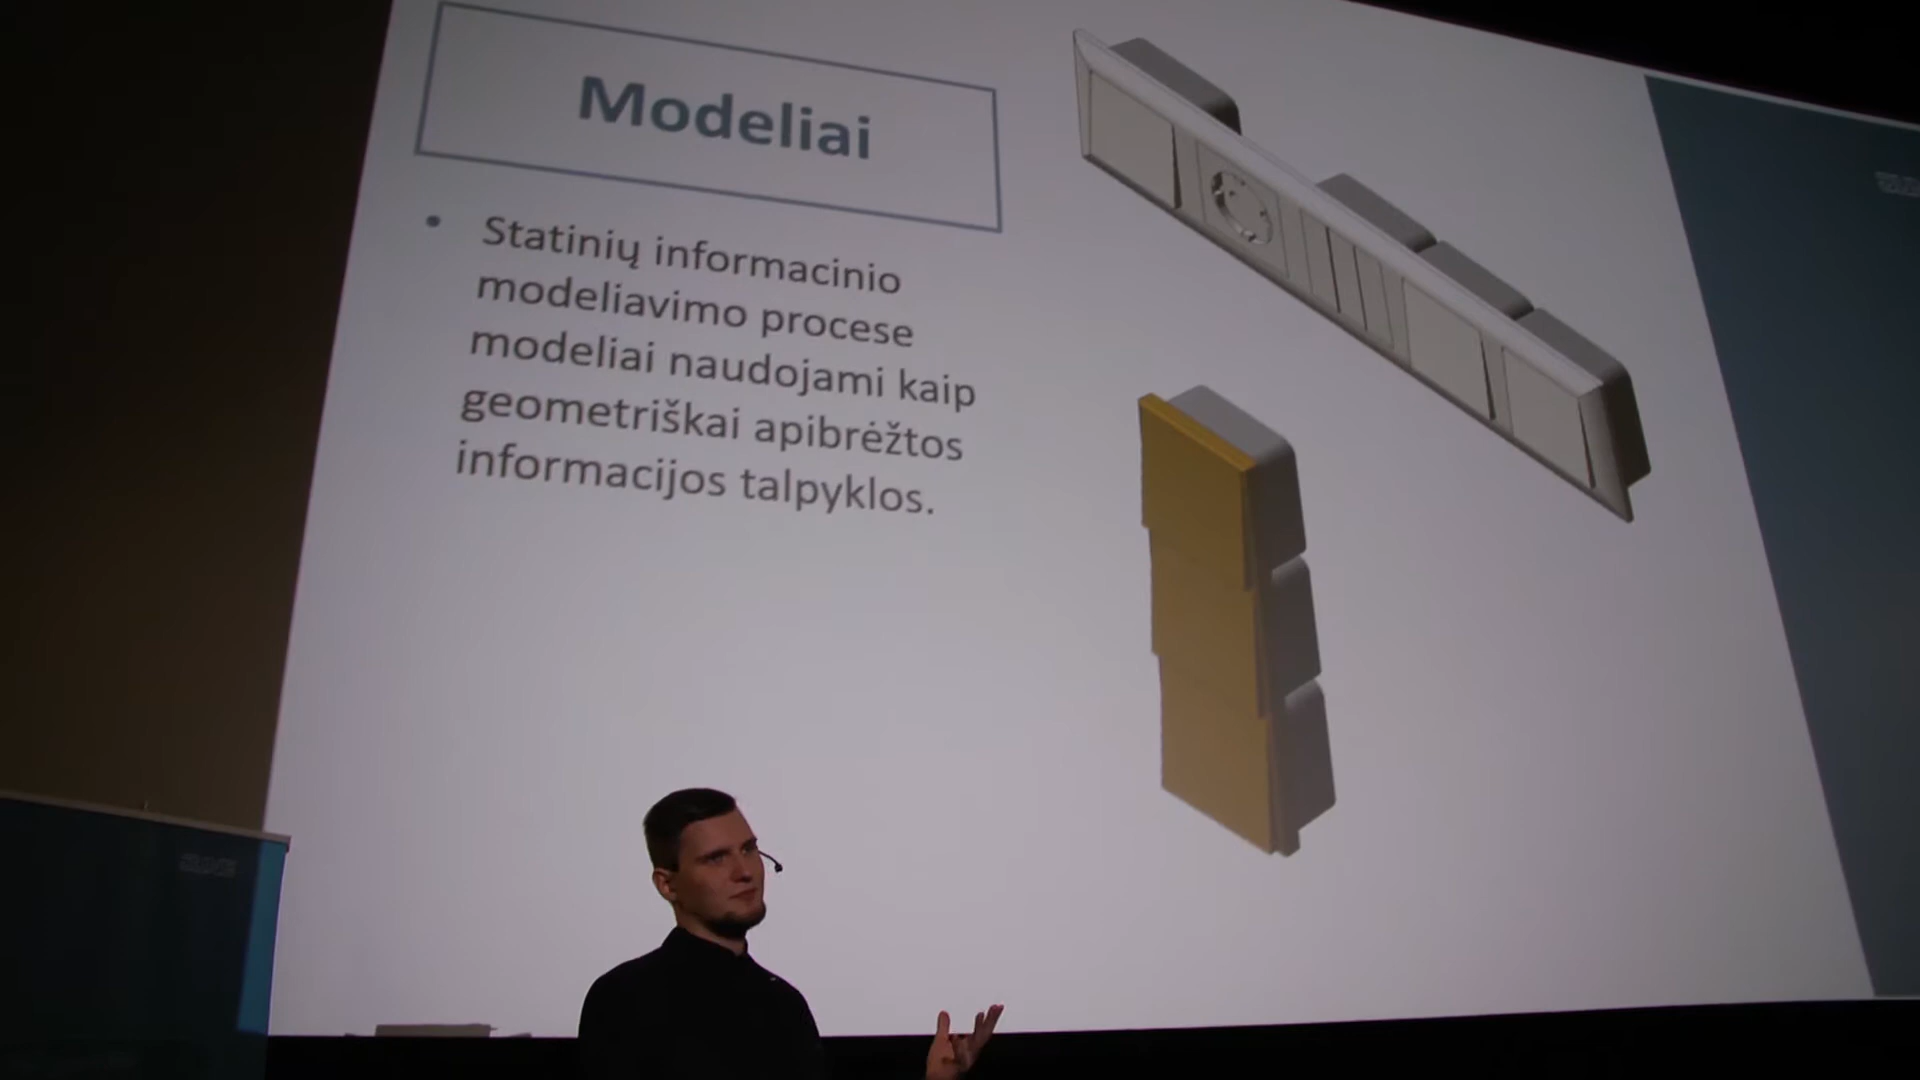 Modeliai
• Statinių informacinio
modeliavimo procese
modeliai naudojami kaip
geometriškai apibrėžtos
informacijos talpyklos.